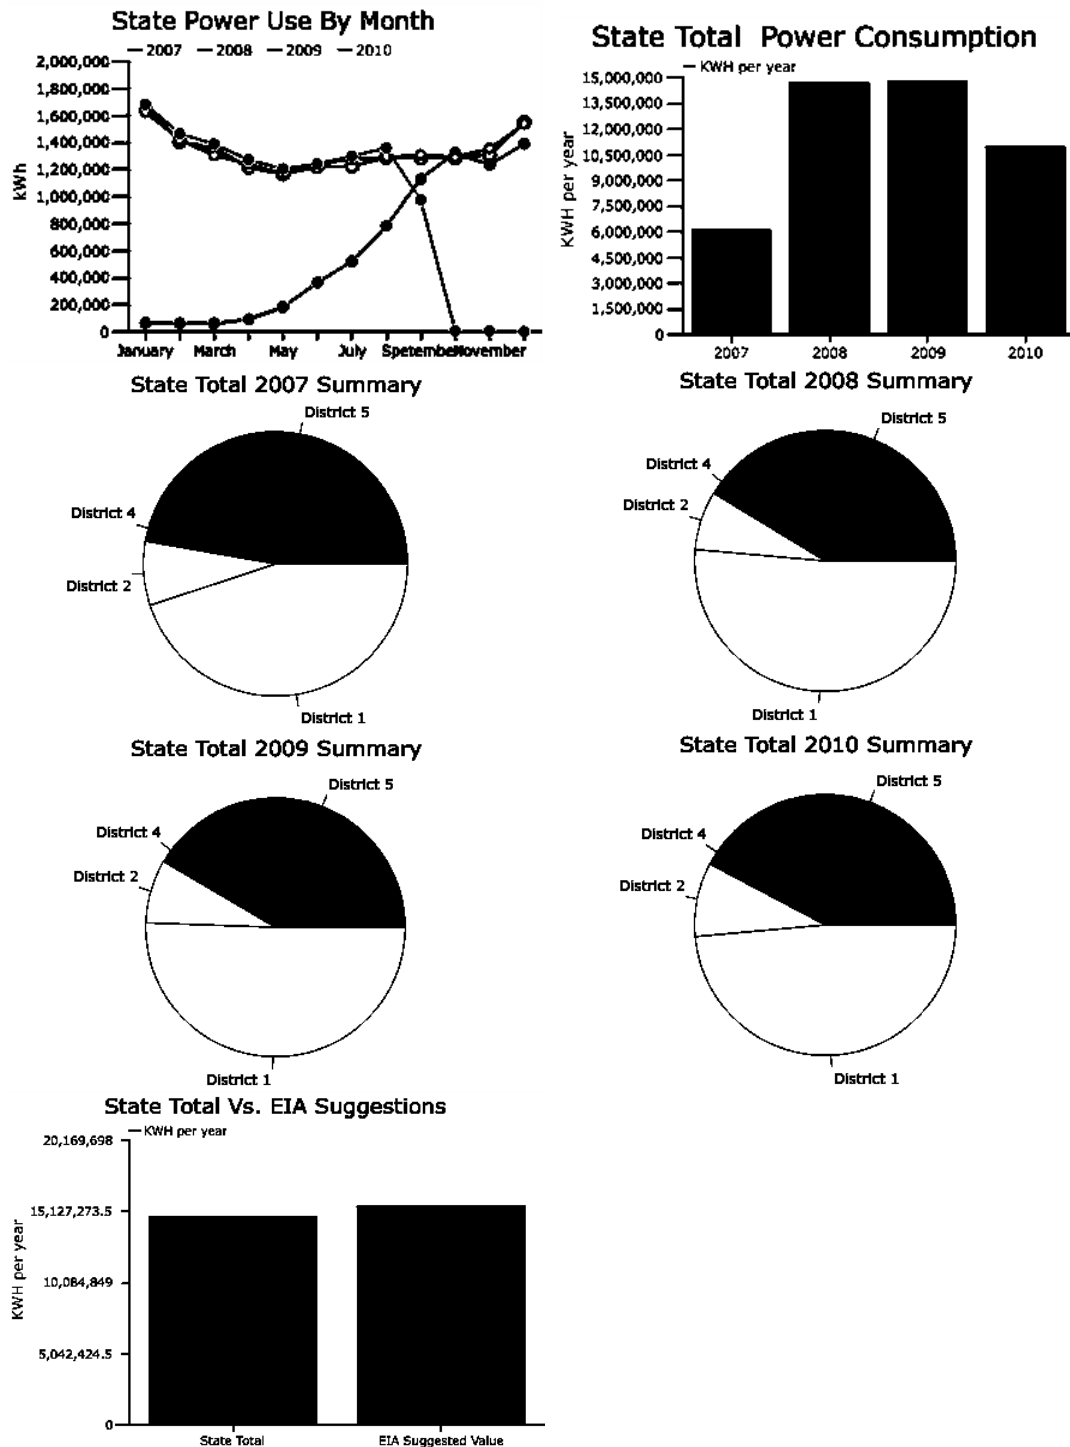 State Power Use By Month
2007 2008 2009 2010
2,000,000
1,800,000
1,600,000
1,400,000
1,200,000
1,000,000
800,000
600,000
400,000
200,000
0
kWh
January March May July Spetember November
State Total Power Consumption
KWH per year
15,000,000
13,500,000
12,000,000
10,500,000
9,000,000
7,500,000
6,000,000
4,500,000
3,000,000
1,500,000
0
KWH per year
2007 2008 2009 2010
State Total 2007 Summary
District 5
District 4
District 2
District 1
State Total 2008 Summary
District 5
District 4
District 2
District 1
State Total 2009 Summary
District 5
District 4
District 2
District 1
State Total 2010 Summary
District 5
District 4
District 2
District 1
State Total Vs. EIA Suggestions
KWH per year
20,169,698
15,127,273.5
10,084,849
5,042,424.5
0
KWH per year
State Total EIA Suggested Value